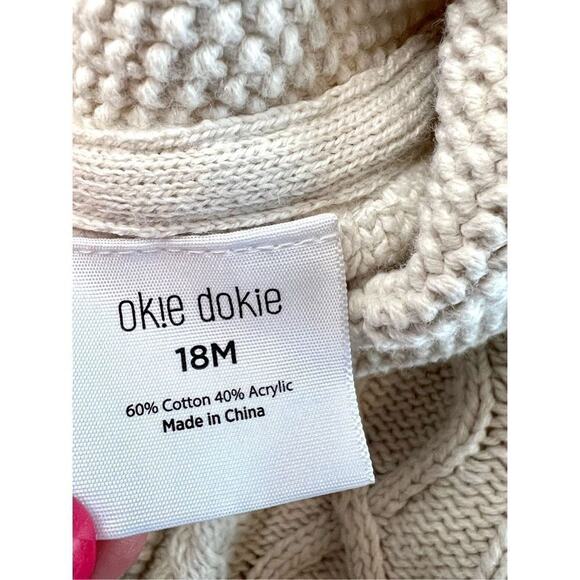 ok!e dokie
18M
60% Cotton 40% Acrylic
Made in China